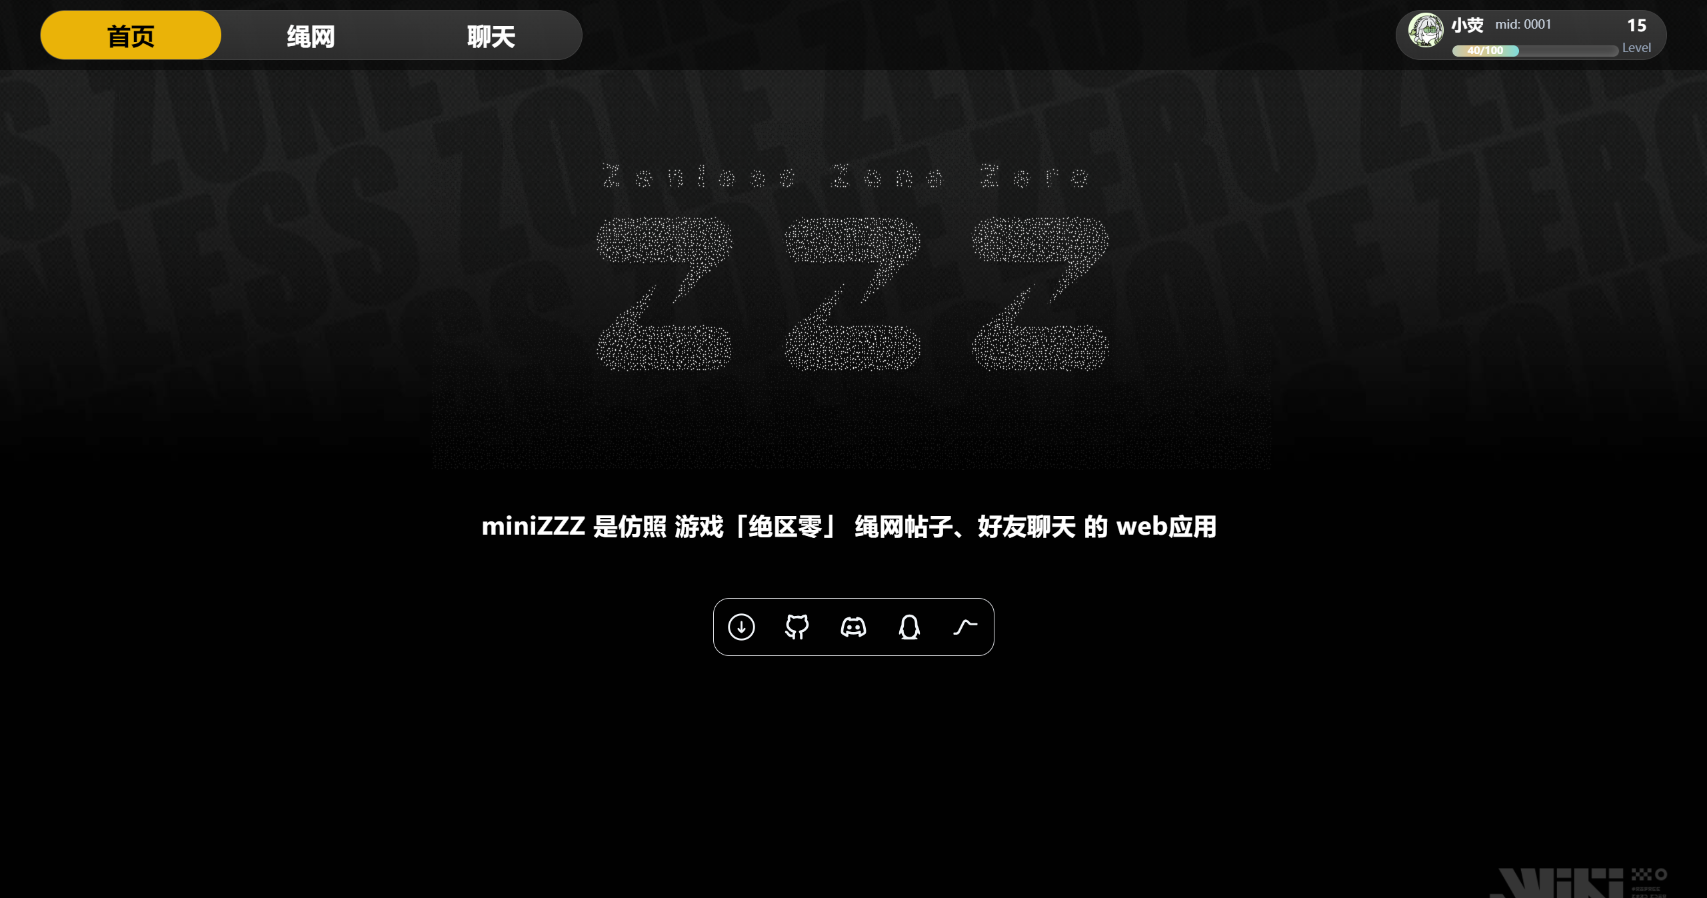 首页 绳网 聊天
小荧 mid: 0001 15
40/100 Level
Zenless Zone Zero
ZZZ
miniZZZ 是仿照 游戏「绝区零」 绳网帖子、好友聊天 的 web应用
WiKi